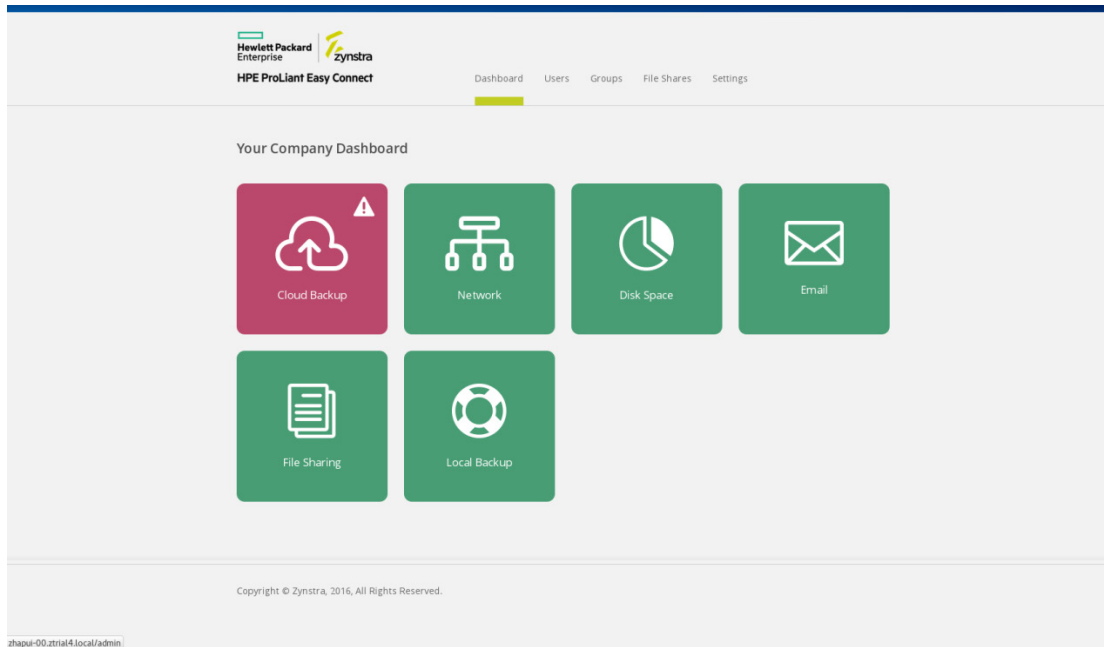 Hewlett Packard
Enterprise
zynstra
HPE ProLiant Easy Connect
Dashboard Users Groups File Shares Settings
Your Company Dashboard
Cloud Backup Network Disk Space Email
File Sharing Local Backup
Copyright © Zynstra, 2016, All Rights Reserved.
zhapui-00.ztrial4.local/admin